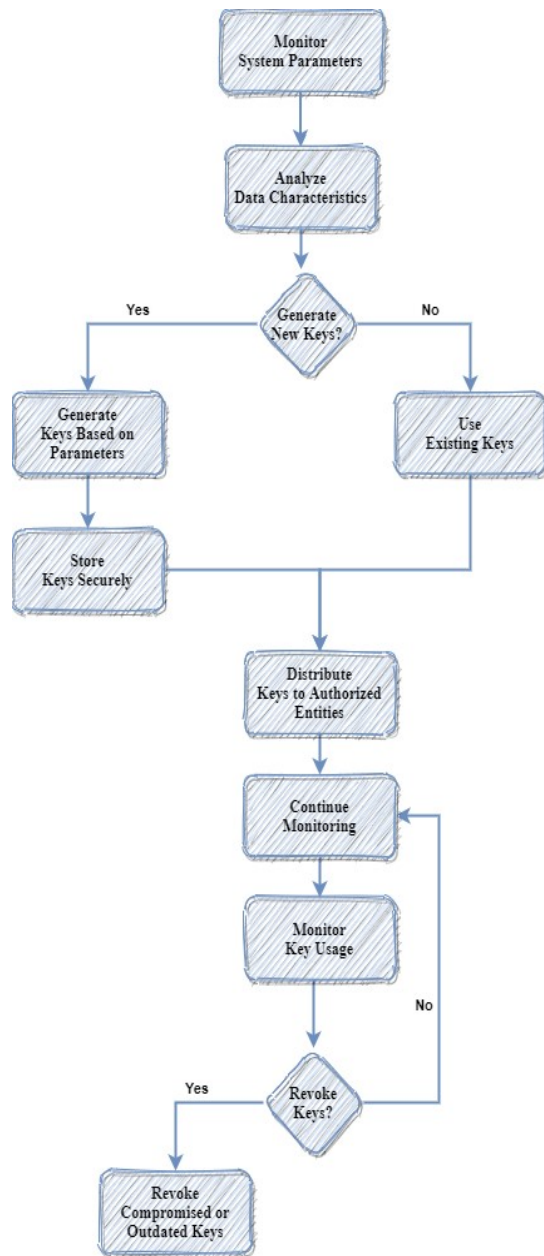 Monitor
System Parameters
Analyze
Data Characteristics
Generate
New Keys?
Yes
No
Generate
Keys Based on
Parameters
Use
Existing Keys
Store
Keys Securely
Distribute
Keys to Authorized
Entities
Continue
Monitoring
Monitor
Key Usage
No
Revoke
Keys?
Yes
Revoke
Compromised or
Outdated Keys